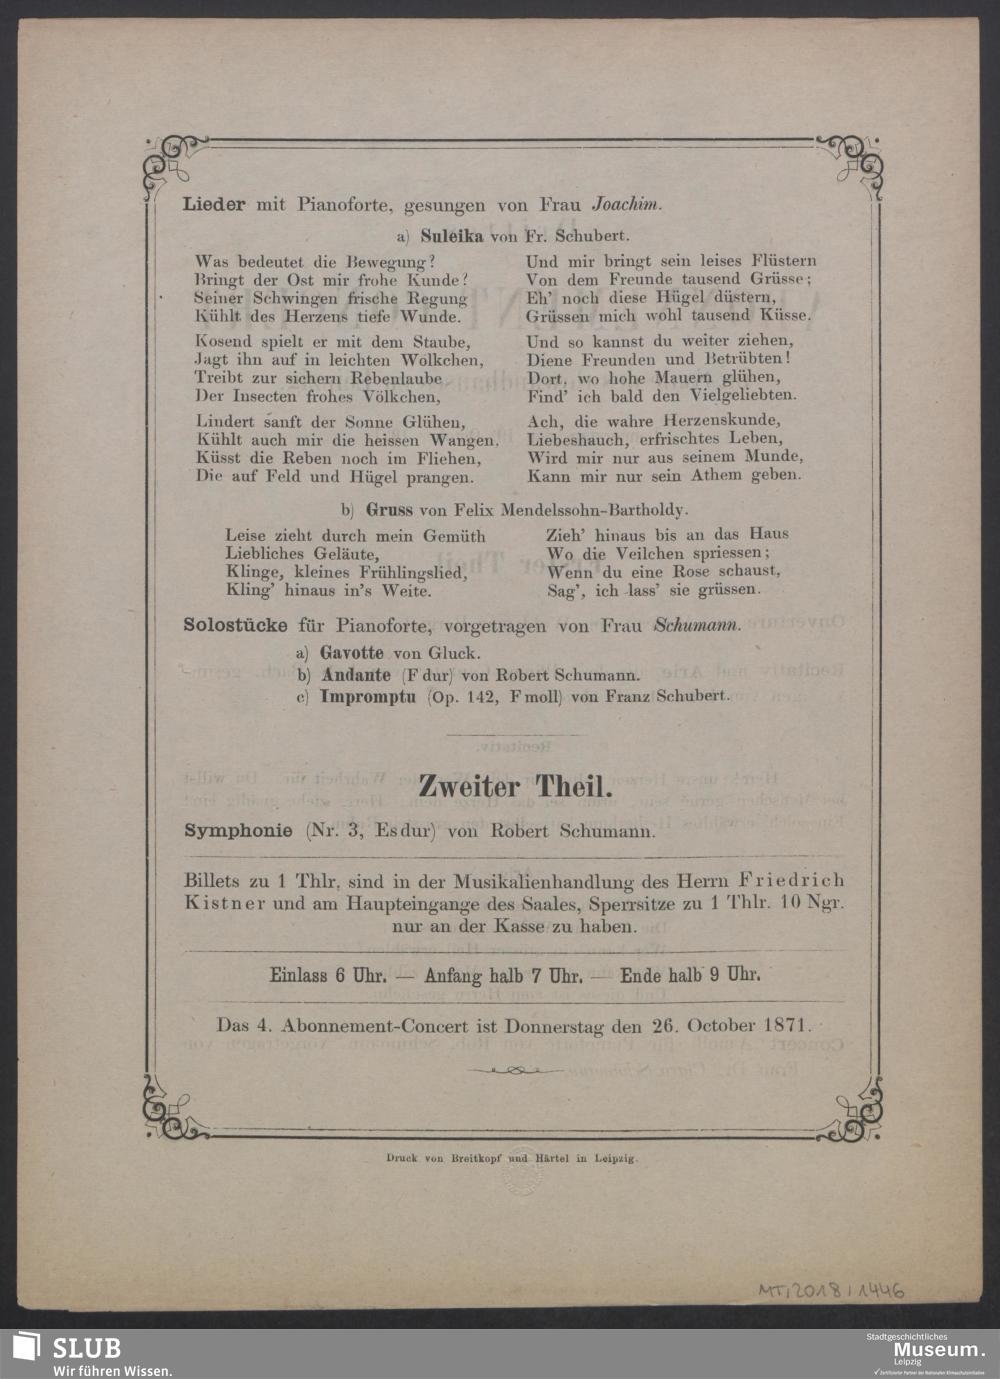 Lieder mit Pianoforte, gesungen von Frau Joachim.
a) Suleika von Fr. Schubert.
Was bedeutet die Bewegung?
Bringt der Ost mir frohe Kunde?
Seiner Schwingen frische Regung
Kühlt des Herzens tiefe Wunde.
Kosend spielt er mit dem Staube,
Jagt ihn auf in leichten Wölkchen,
Treibt zur sichern Rebenlaube
Der Insecten frohes Völkchen,
Lindert sanft der Sonne Glühen,
Kühlt auch mir die heissen Wangen,
Küsst die Reben noch im Fliehen,
Die auf Feld und Hügel prangen.
Und mir bringt sein leises Flüstern
Von dem Freunde tausend Grüsse;
Eh' noch diese Hügel düstern,
Grüssen mich wohl tausend Küsse.
Und so kannst du weiter ziehen,
Diene Freunden und Betrübten!
Dort, wo hohe Mauern glühen,
Find' ich bald den Vielgeliebten.
Ach, die wahre Herzenskunde,
Liebeshauch, erfrischtes Leben,
Wird mir nur aus seinem Munde,
Kann mir nur sein Athem geben.
b) Gruss von Felix Mendelssohn-Bartholdy.
Leise zieht durch mein Gemüth
Liebliches Geläute,
Klinge, kleines Frühlingslied,
Kling' hinaus in's Weite.
Zieh' hinaus bis an das Haus
Wo die Veilchen spriessen;
Wenn du eine Rose schaust,
Sag', ich lass' sie grüssen.
Solostücke für Pianoforte, vorgetragen von Frau Schumann.
a) Gavotte von Gluck.
b) Andante (F dur) von Robert Schumann.
c) Impromptu (Op. 142, F moll) von Franz Schubert.
Zweiter Theil.
Symphonie (Nr. 3, Es dur) von Robert Schumann.
Billets zu 1 Thlr. sind in der Musikalienhandlung des Herrn Friedrich
Kistner und am Haupteingange des Saales, Sperrsitze zu 1 Thlr. 10 Ngr.
nur an der Kasse zu haben.
Einlass 6 Uhr. — Anfang halb 7 Uhr. — Ende halb 9 Uhr.
Das 4. Abonnement-Concert ist Donnerstag den 26. October 1871.
Druck von Breitkopf und Härtel in Leipzig.
MT/2018/1446
SLUB
Wir führen Wissen.
Stadtgeschichtliches
Museum.
Leipzig